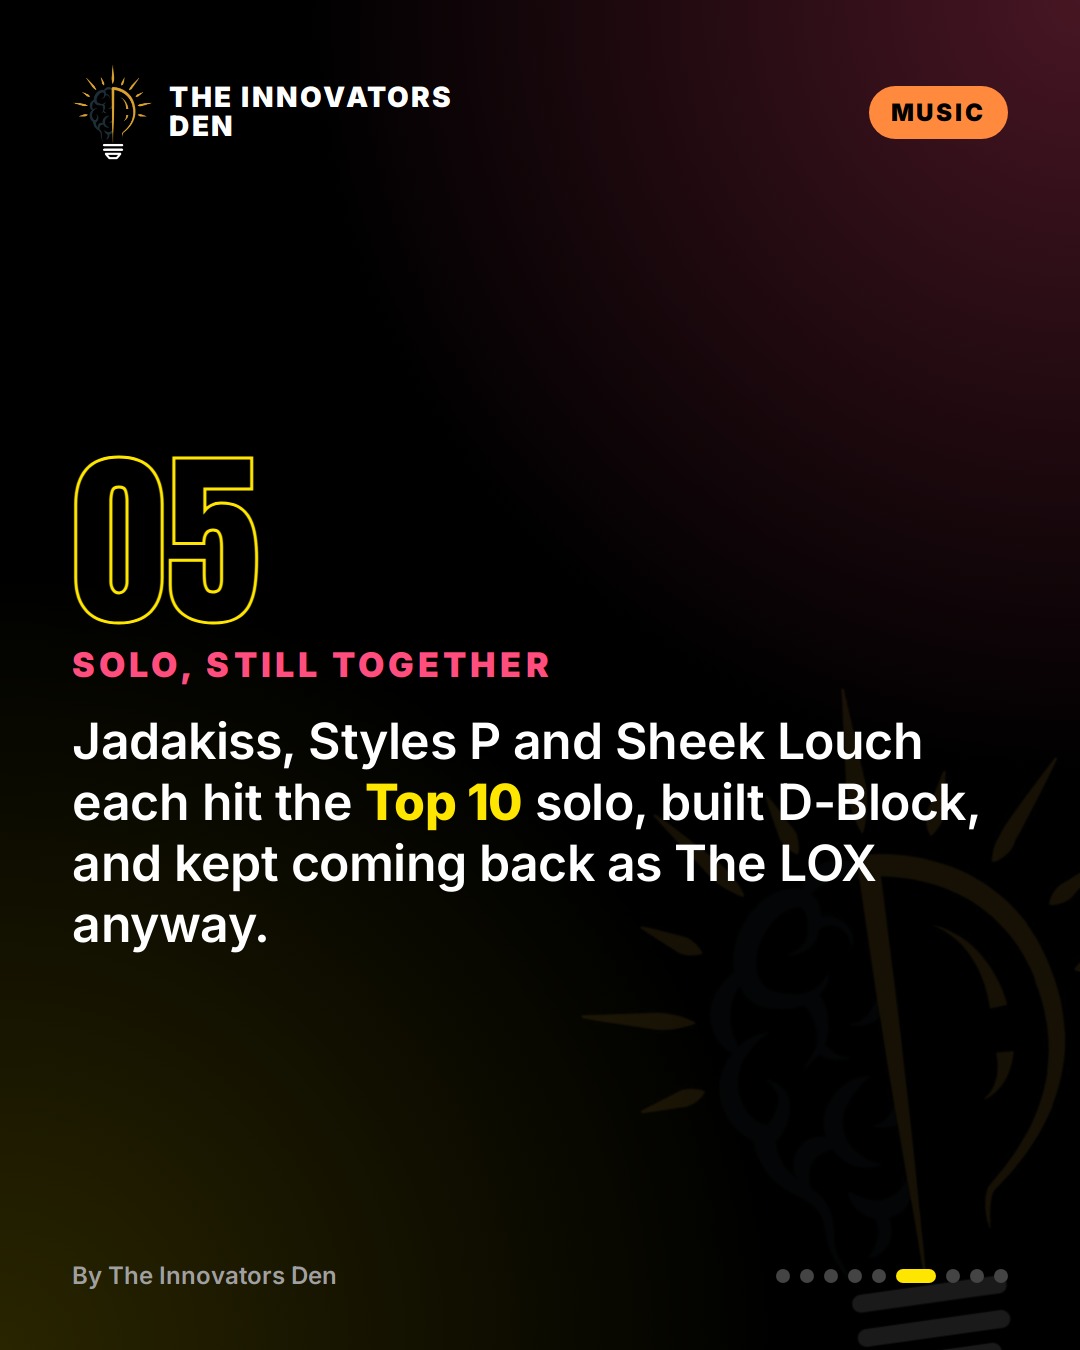 THE INNOVATORS
DEN
MUSIC
05
SOLO, STILL TOGETHER
Jadakiss, Styles P and Sheek Louch
each hit the Top 10 solo, built D-Block,
and kept coming back as The LOX
anyway.
By The Innovators Den